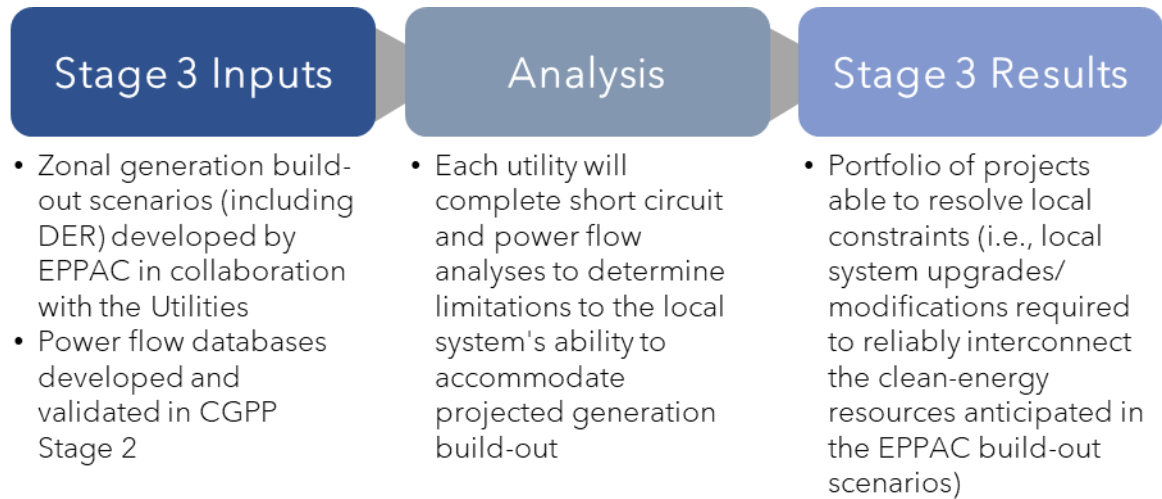 Stage 3 Inputs
• Zonal generation build-
out scenarios (including
DER) developed by
EPPAC in collaboration
with the Utilities
• Power flow databases
developed and
validated in CGPP
Stage 2
Analysis
• Each utility will
complete short circuit
and power flow
analyses to determine
limitations to the local
system's ability to
accommodate
projected generation
build-out
Stage 3 Results
• Portfolio of projects
able to resolve local
constraints (i.e., local
system upgrades/
modifications required
to reliably interconnect
the clean-energy
resources anticipated in
the EPPAC build-out
scenarios)